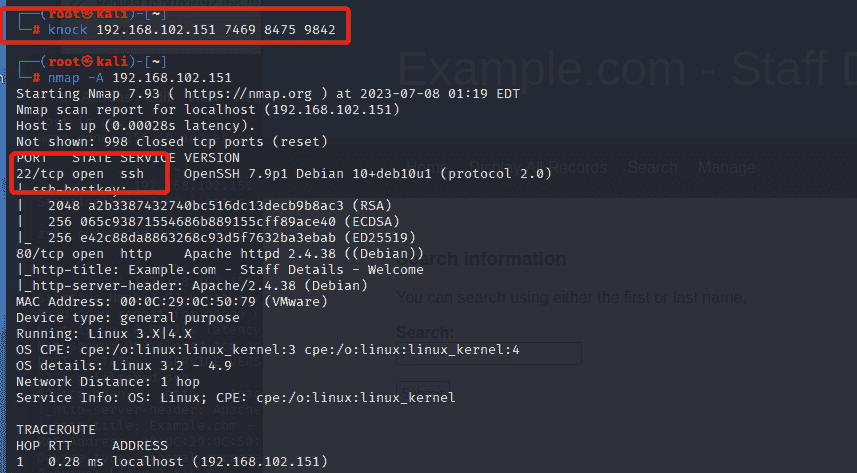 (root㉿kali)-[~]
# knock 192.168.102.151 7469 8475 9842
(root㉿kali)-[~]
# nmap -A 192.168.102.151
Starting Nmap 7.93 ( https://nmap.org ) at 2023-07-08 01:19 EDT
Nmap scan report for localhost (192.168.102.151)
Host is up (0.00028s latency).
Not shown: 998 closed tcp ports (reset)
PORT   STATE SERVICE VERSION
22/tcp open  ssh     OpenSSH 7.9p1 Debian 10+deb10u1 (protocol 2.0)
| ssh-hostkey:
|   2048 a2b3387432740bc516dc13decb9b8ac3 (RSA)
|   256 065c93871554686b889155cff89ace40 (ECDSA)
|_  256 e42c88da8863268c93d5f7632ba3ebab (ED25519)
80/tcp open  http    Apache httpd 2.4.38 ((Debian))
|_http-title: Example.com - Staff Details - Welcome
|_http-server-header: Apache/2.4.38 (Debian)
MAC Address: 00:0C:29:0C:50:79 (VMware)
Device type: general purpose
Running: Linux 3.X|4.X
OS CPE: cpe:/o:linux:linux_kernel:3 cpe:/o:linux:linux_kernel:4
OS details: Linux 3.2 - 4.9
Network Distance: 1 hop
Service Info: OS: Linux; CPE: cpe:/o:linux:linux_kernel
TRACEROUTE
HOP RTT     ADDRESS
1   0.28 ms localhost (192.168.102.151)
Example.com - Staff D
Home Display All Records Search Manage
Search information
You can search using either the first or last name.
Search: